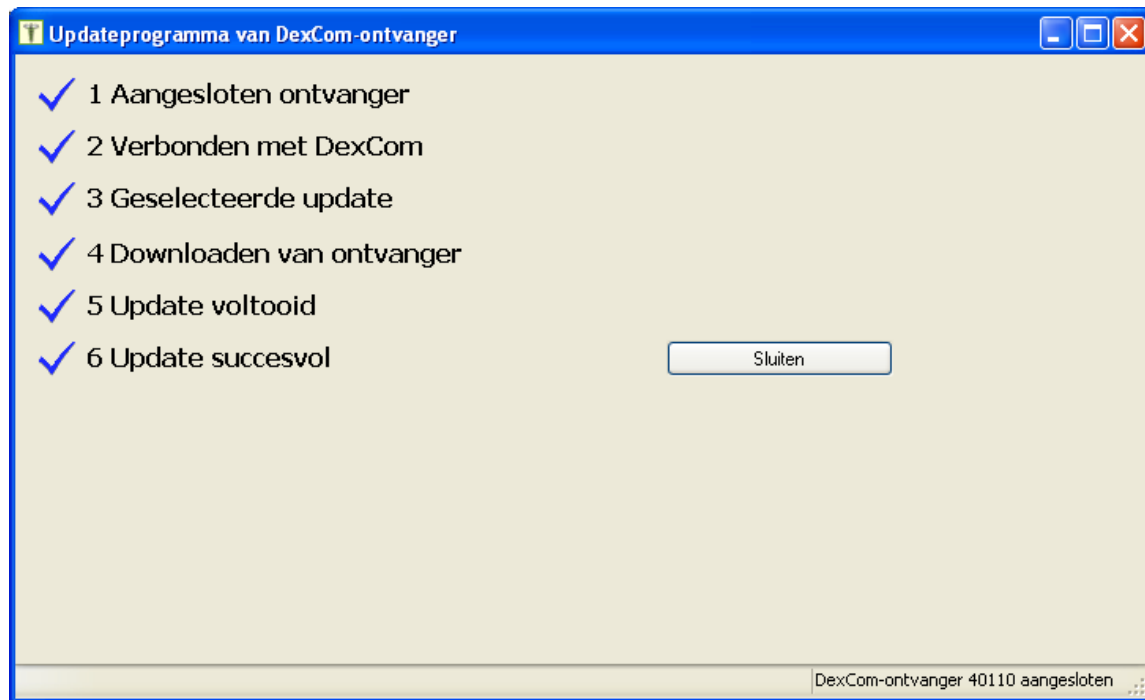 Updateprogramma van DexCom-ontvanger
1 Aangesloten ontvanger
2 Verbonden met DexCom
3 Geselecteerde update
4 Downloaden van ontvanger
5 Update voltooid
6 Update succesvol
Sluiten
DexCom-ontvanger 40110 aangesloten